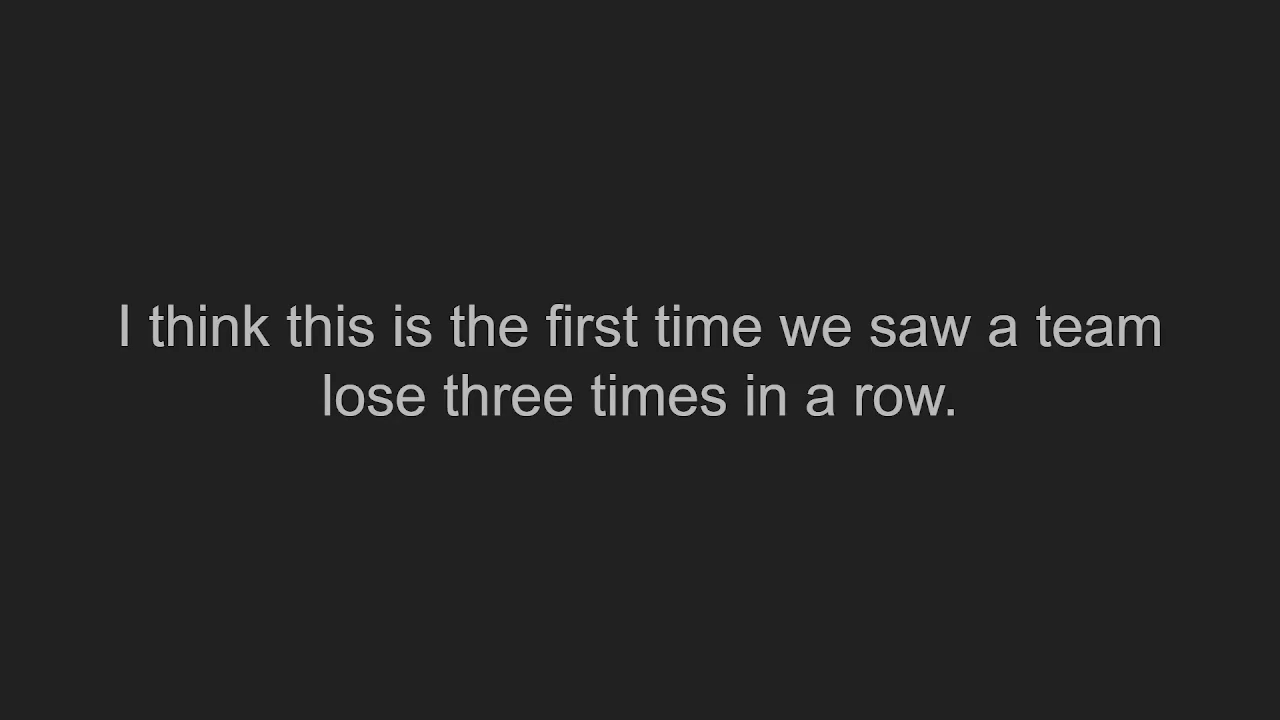 I think this is the first time we saw a team
lose three times in a row.